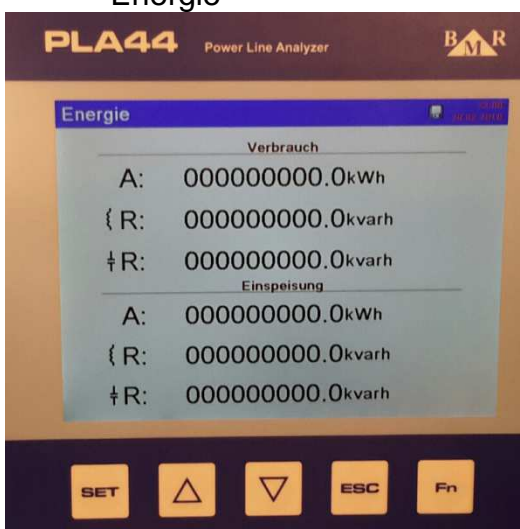 Energie
PLA44 Power Line Analyzer BMR
Energie
Verbrauch
A: 000000000.0kWh
R: 000000000.0kvarh
R: 000000000.0kvarh
Einspeisung
A: 000000000.0kWh
R: 000000000.0kvarh
R: 000000000.0kvarh
SET ESC Fn